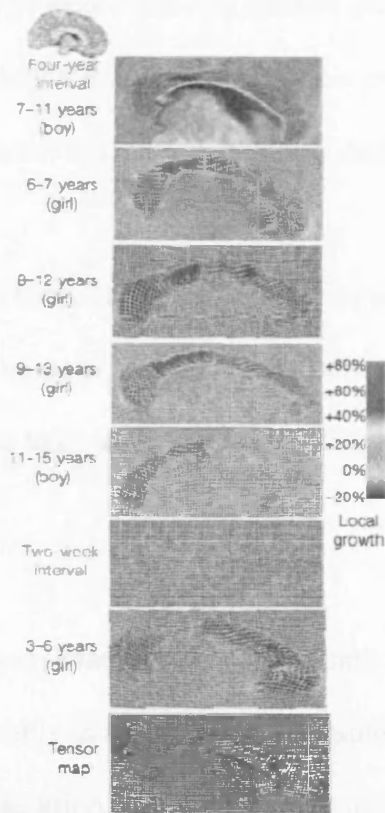 Four-year
interval
7–11 years
(boy)
6–7 years
(girl)
8–12 years
(girl)
9–13 years
(girl)
+80%
+60%
+40%
+20%
0%
-20%
Local
growth
11-15 years
(boy)
Two week
interval
3–6 years
(girl)
Tensor
map